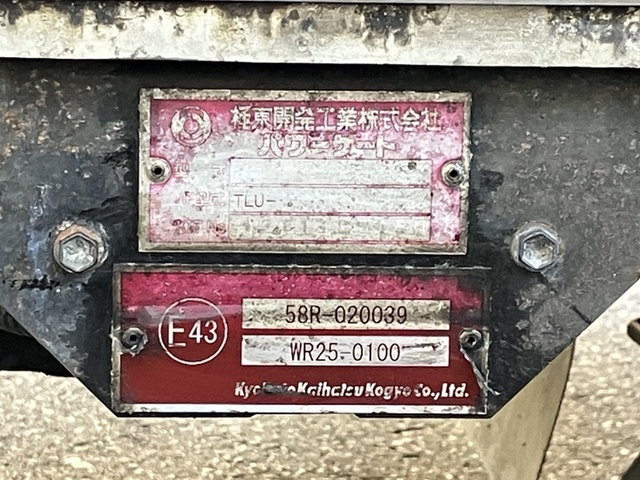 極東開発工業株式会社
パワーゲート
TLU-
E43
58R-020039
WR25-0100
Kyokuto Kaihatsu Kogyo Co., Ltd.